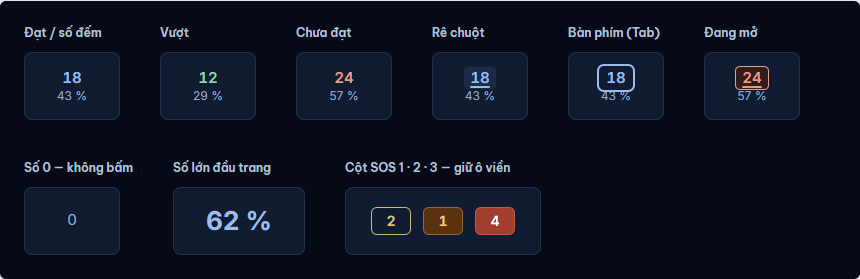 Đạt / số đếm
Vượt
Chưa đạt
Rê chuột
Bàn phím (Tab)
Đang mở
18
43 %
12
29 %
24
57 %
18
43 %
18
43 %
24
57 %
Số 0 — không bấm
Số lớn đầu trang
Cột SOS 1 · 2 · 3 — giữ ô viền
0
62 %
2
1
4